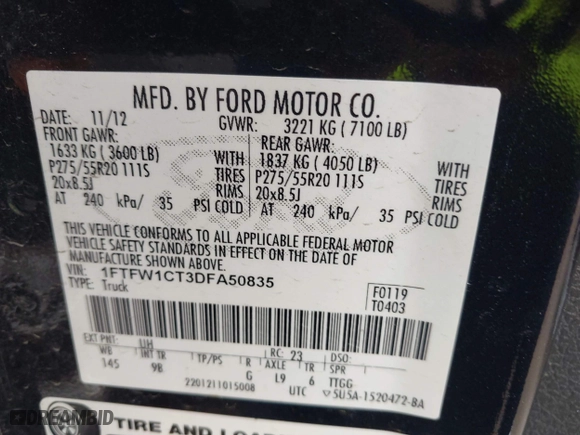 MFD. BY FORD MOTOR CO.
DATE: 11/12 GVWR: 3221 KG ( 7100 LB)
FRONT GAWR: REAR GAWR:
1633 KG ( 3600 LB) WITH 1837 KG ( 4050 LB) WITH
P275/55R20 111S TIRES P275/55R20 111S TIRES
20x8.5J RIMS 20x8.5J RIMS
AT 240 kPa/ 35 PSI COLD AT 240 kPa/ 35 PSI COLD
THIS VEHICLE CONFORMS TO ALL APPLICABLE FEDERAL MOTOR
VEHICLE SAFETY STANDARDS IN EFFECT ON THE DATE OF
MANUFACTURE SHOWN ABOVE.
VIN: 1FTFW1CT3DFA50835
TYPE: Truck
F0119
T0403
EXT PNT: UH RC: 23 DSO:
WB INT TR TP/PS R AXLE TR SPR
145 9B G L9 6 TTGG
2201211015008 UTC 5U5A-1520472-BA
TIRE AND LOA
DREAMBID